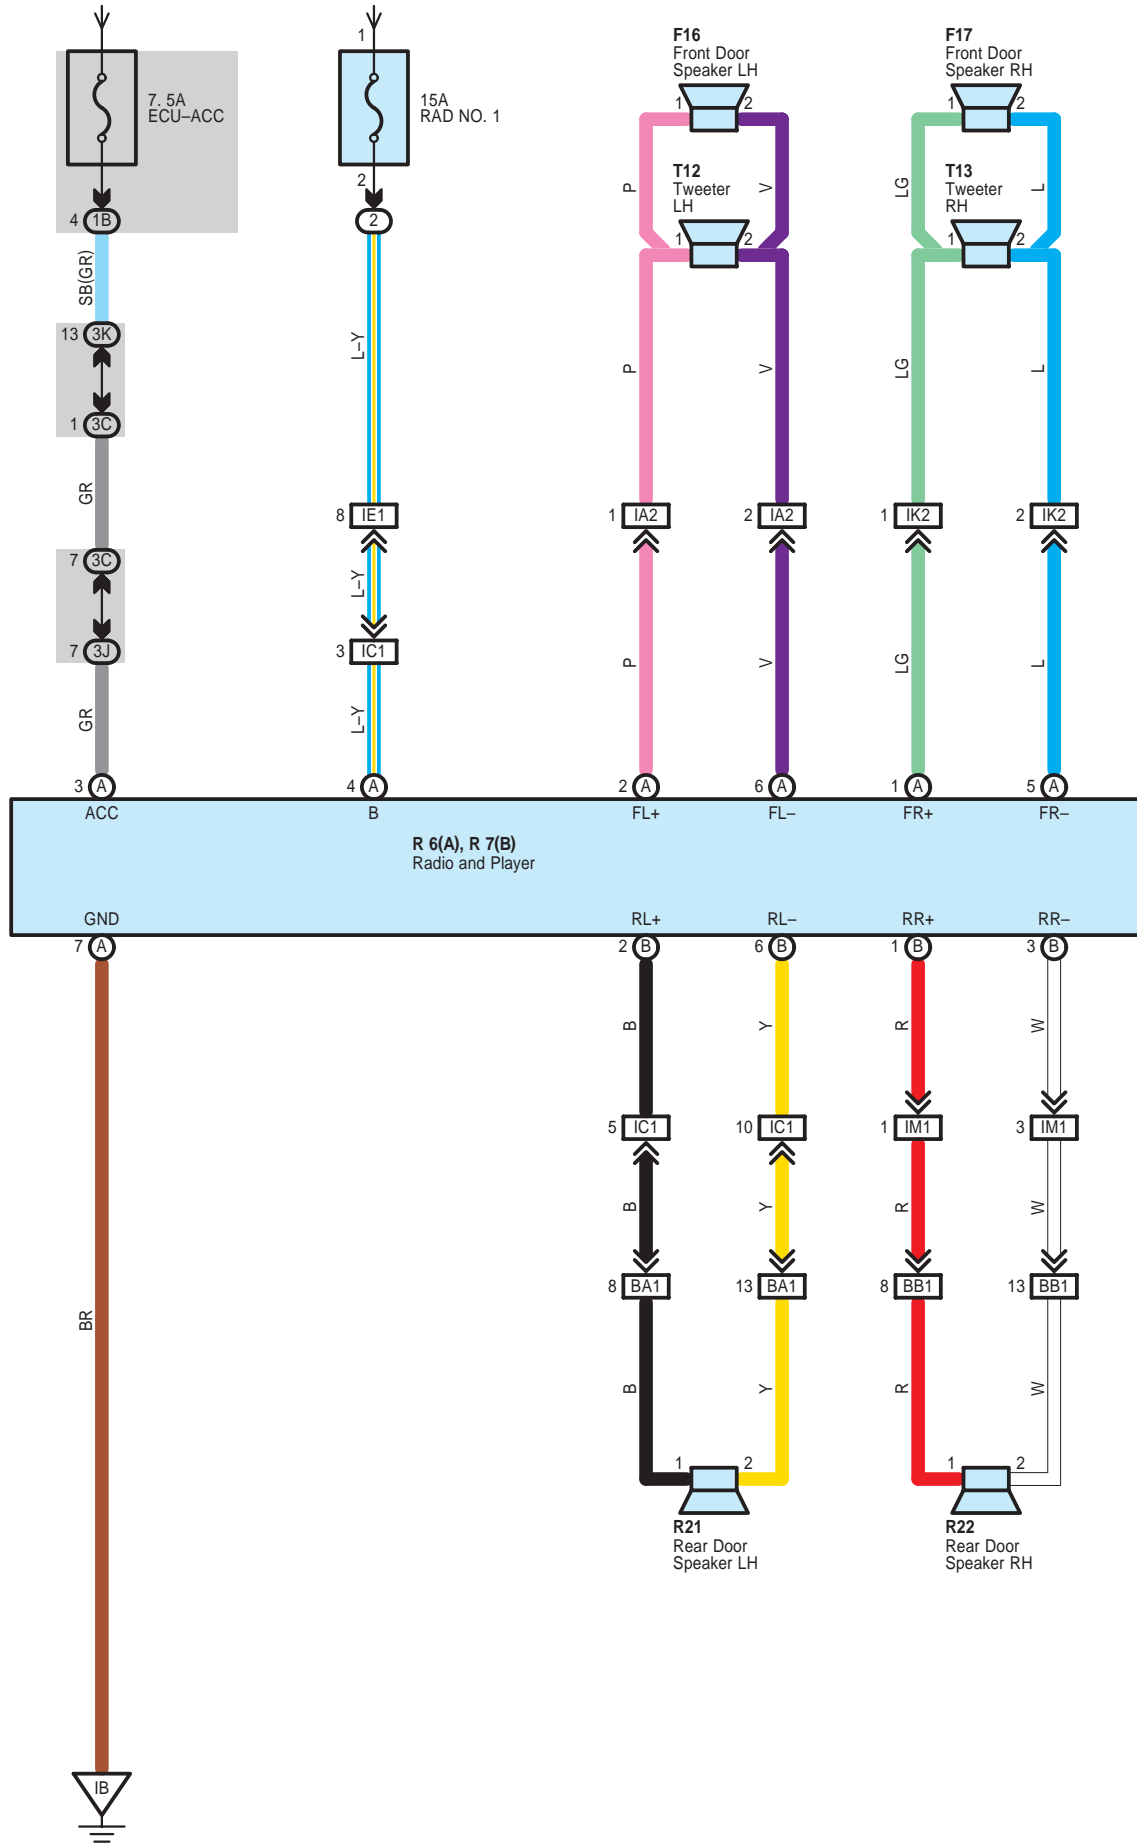 1
7. 5A
ECU–ACC
15A
RAD NO. 1
2
4 1B
2
SB(GR)
13 3K
1 3C
L–Y
GR
8 IE1
7 3C
L–Y
7 3J
3 IC1
GR
L–Y
F16
Front Door
Speaker LH
1 2
T12
Tweeter
LH
1 2
P V
P V
1 IA2 2 IA2
P V
F17
Front Door
Speaker RH
1 2
T13
Tweeter
RH
1 2
LG L
LG L
1 IK2 2 IK2
LG L
3 A 4 A 2 A 6 A 1 A 5 A
ACC B FL+ FL– FR+ FR–
R 6(A), R 7(B)
Radio and Player
GND RL+ RL– RR+ RR–
7 A 2 B 6 B 1 B 3 B
B Y R W
5 IC1 10 IC1 1 IM1 3 IM1
B Y R W
8 BA1 13 BA1 8 BB1 13 BB1
BR
B Y R W
1 2 1 2
R21
Rear Door
Speaker LH
R22
Rear Door
Speaker RH
IB